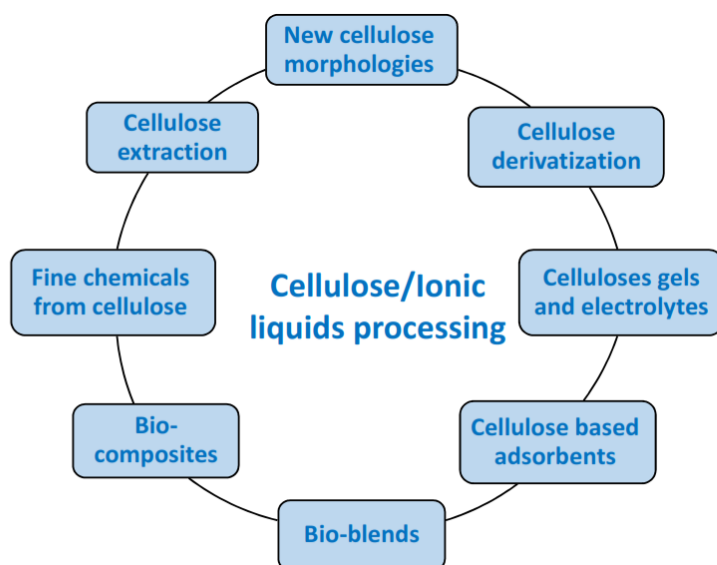 New cellulose
morphologies
Cellulose
extraction
Cellulose
derivatization
Fine chemicals
from cellulose
Cellulose/Ionic
liquids processing
Celluloses gels
and electrolytes
Bio-
composites
Cellulose based
adsorbents
Bio-blends